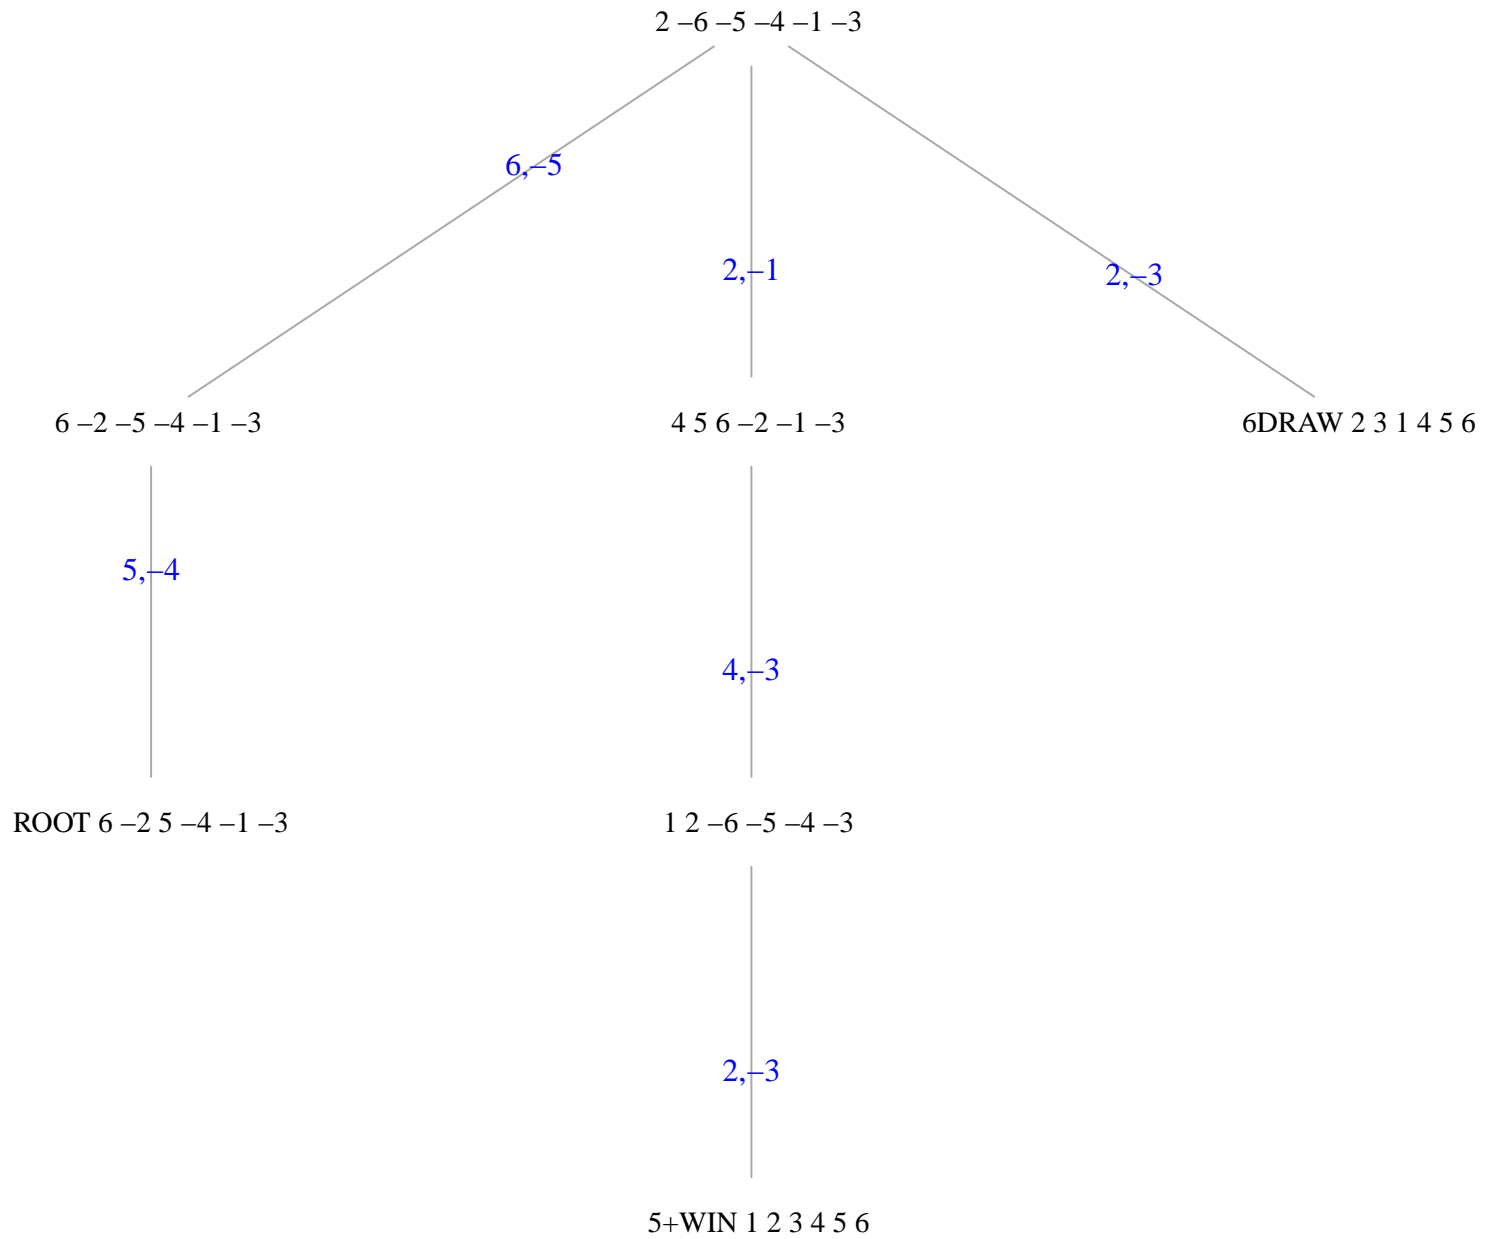 2 –6 –5 –4 –1 –3
6,–5
2,–1
2,–3
6 –2 –5 –4 –1 –3
4 5 6 –2 –1 –3
6DRAW 2 3 1 4 5 6
5,–4
4,–3
ROOT 6 –2 5 –4 –1 –3
1 2 –6 –5 –4 –3
2,–3
5+WIN 1 2 3 4 5 6